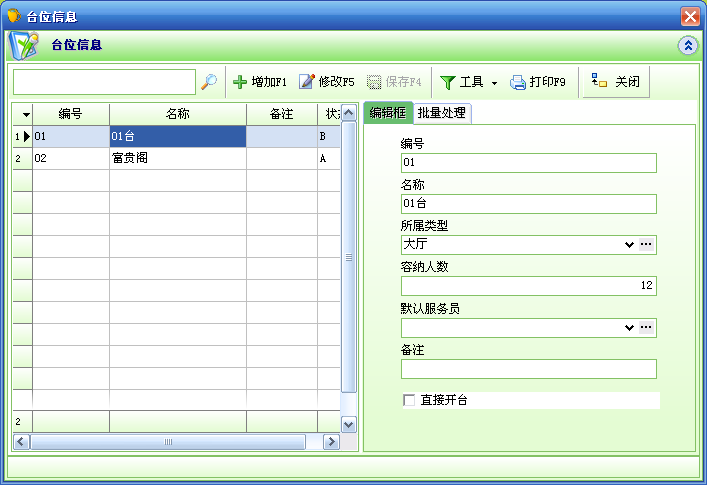 台位信息
台位信息
增加F1 修改F5 保存F4 工具 打印F9 关闭
编号 名称 备注
1 01 01台 B
2 02 富贵阁 A
2
编辑框 批量处理
编号
01
名称
01台
所属类型
大厅
容纳人数
12
默认服务员
备注
直接开台